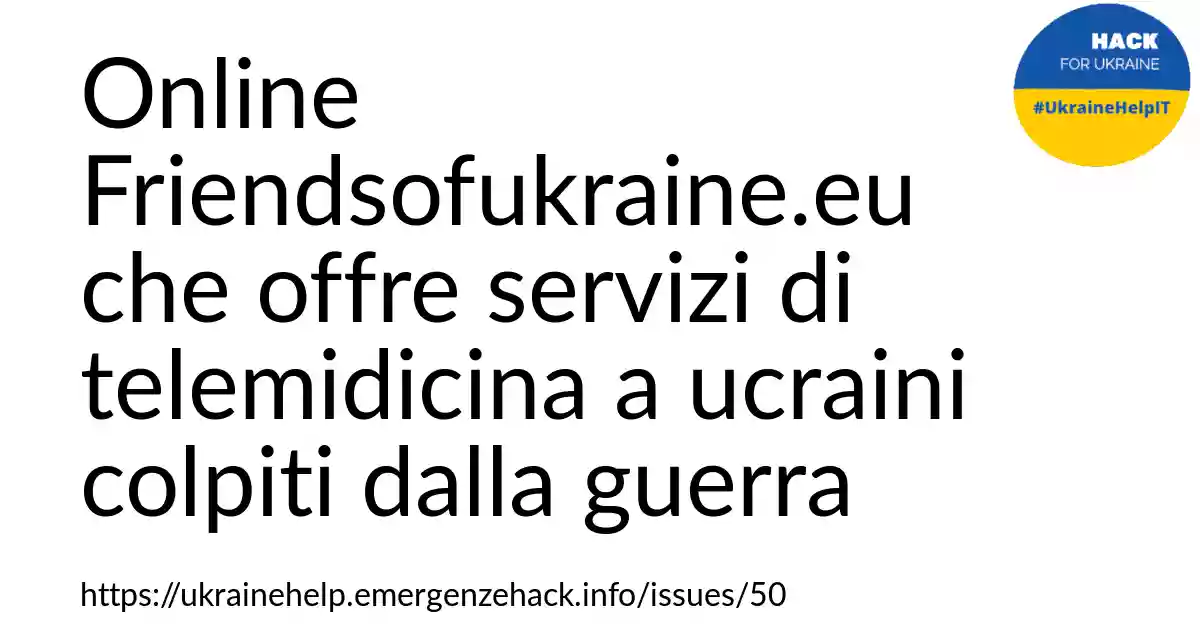 HACK
FOR UKRAINE
#UkraineHelpIT
Online
Friendsofukraine.eu
che offre servizi di
telemidicina a ucraini
colpiti dalla guerra
https://ukrainehelp.emergenzehack.info/issues/50